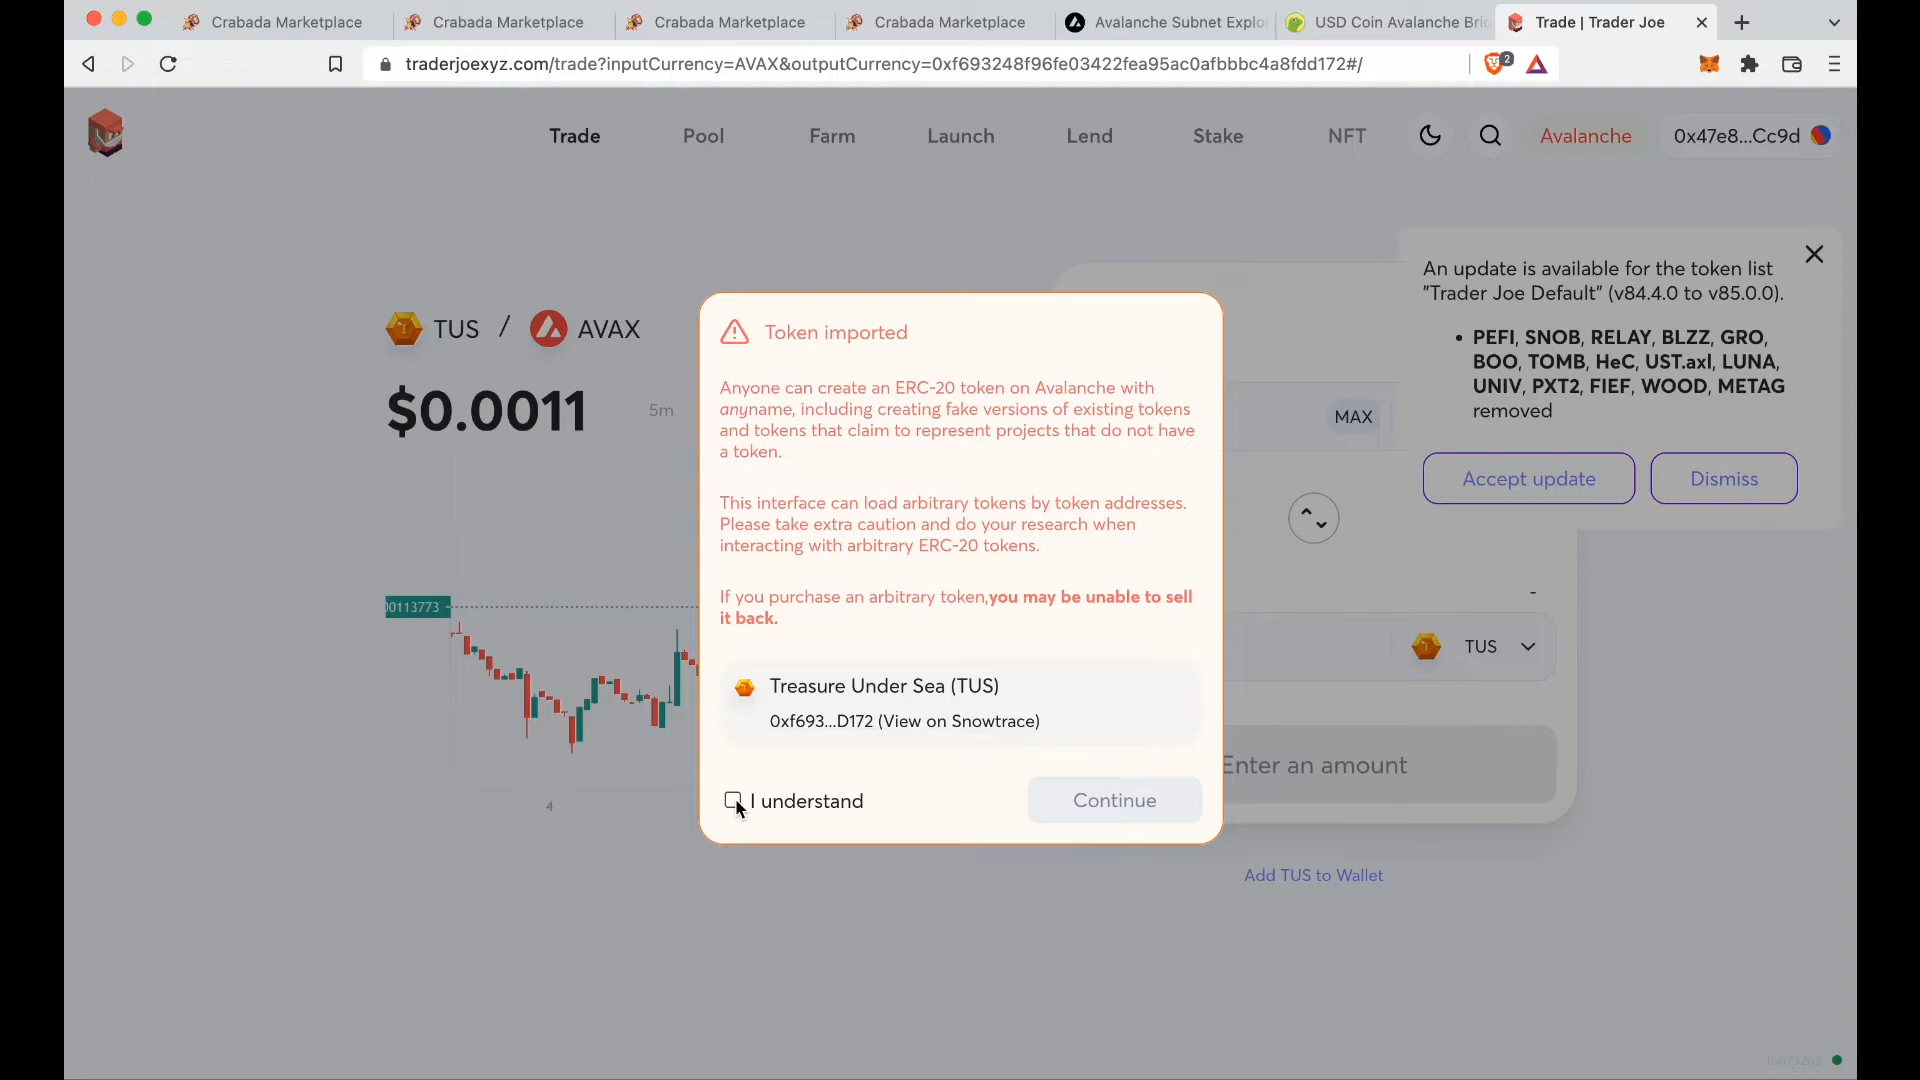 Crabada Marketplace
Crabada Marketplace
Crabada Marketplace
Crabada Marketplace
Avalanche Subnet Explo
USD Coin Avalanche Bri
Trade | Trader Joe
traderjoexyz.com/trade?inputCurrency=AVAX&outputCurrency=0xf693248f96fe03422fea95ac0afbbbc4a8fdd172#/
2
Trade
Pool
Farm
Launch
Lend
Stake
NFT
Avalanche
0x47e8...Cc9d
An update is available for the token list
"Trader Joe Default" (v84.4.0 to v85.0.0).
• PEFI, SNOB, RELAY, BLZZ, GRO,
BOO, TOMB, HeC, UST.axl, LUNA,
UNIV, PXT2, FIEF, WOOD, METAG
removed
Accept update
Dismiss
TUS / AVAX
$0.0011
5m
00113773
4
Token imported
Anyone can create an ERC-20 token on Avalanche with
anyname, including creating fake versions of existing tokens
and tokens that claim to represent projects that do not have
a token.
This interface can load arbitrary tokens by token addresses.
Please take extra caution and do your research when
interacting with arbitrary ERC-20 tokens.
If you purchase an arbitrary token,you may be unable to sell
it back.
Treasure Under Sea (TUS)
0xf693...D172 (View on Snowtrace)
I understand
Continue
MAX
-
TUS
Enter an amount
Add TUS to Wallet